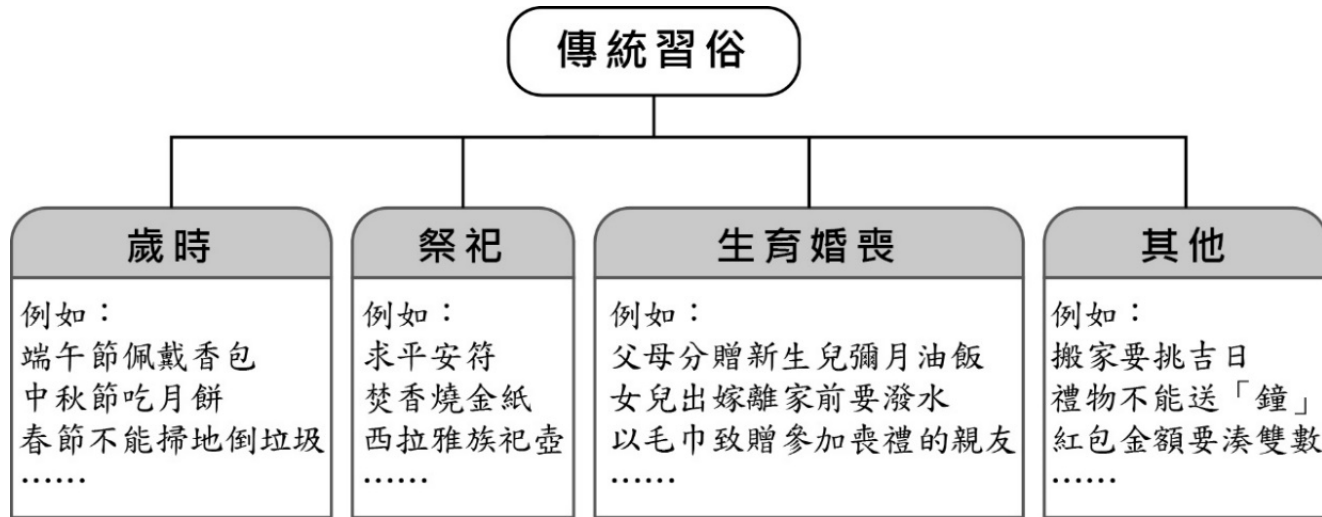 傳統習俗
歲時
例如：
端午節佩戴香包
中秋節吃月餅
春節不能掃地倒垃圾
⋯⋯
祭祀
例如：
求平安符
焚香燒金紙
西拉雅族祀壺
⋯⋯
生育婚喪
例如：
父母分贈新生兒彌月油飯
女兒出嫁離家前要潑水
以毛巾致贈參加喪禮的親友
⋯⋯
其他
例如：
搬家要挑吉日
禮物不能送「鐘」
紅包金額要湊雙數
⋯⋯